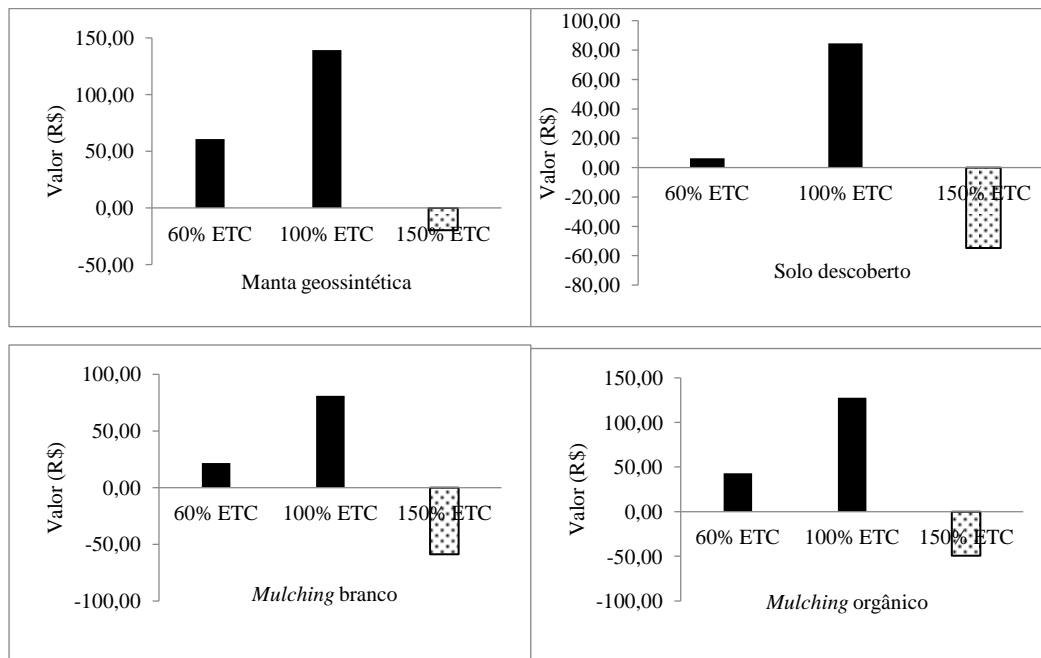 150,00
100,00
50,00
0,00
-50,00
Valor (R$)
60% ETC 100% ETC 150% ETC
Manta geossintética
100,00
80,00
60,00
40,00
20,00
0,00
-20,00
-40,00
-60,00
-80,00
Valor (R$)
60% ETC 100% ETC 150% ETC
Solo descoberto
100,00
50,00
0,00
-50,00
-100,00
Valor (R$)
60% ETC 100% ETC 150% ETC
Mulching branco
150,00
100,00
50,00
0,00
-50,00
-100,00
Valor (R$)
60% ETC 100% ETC 150% ETC
Mulching orgânico